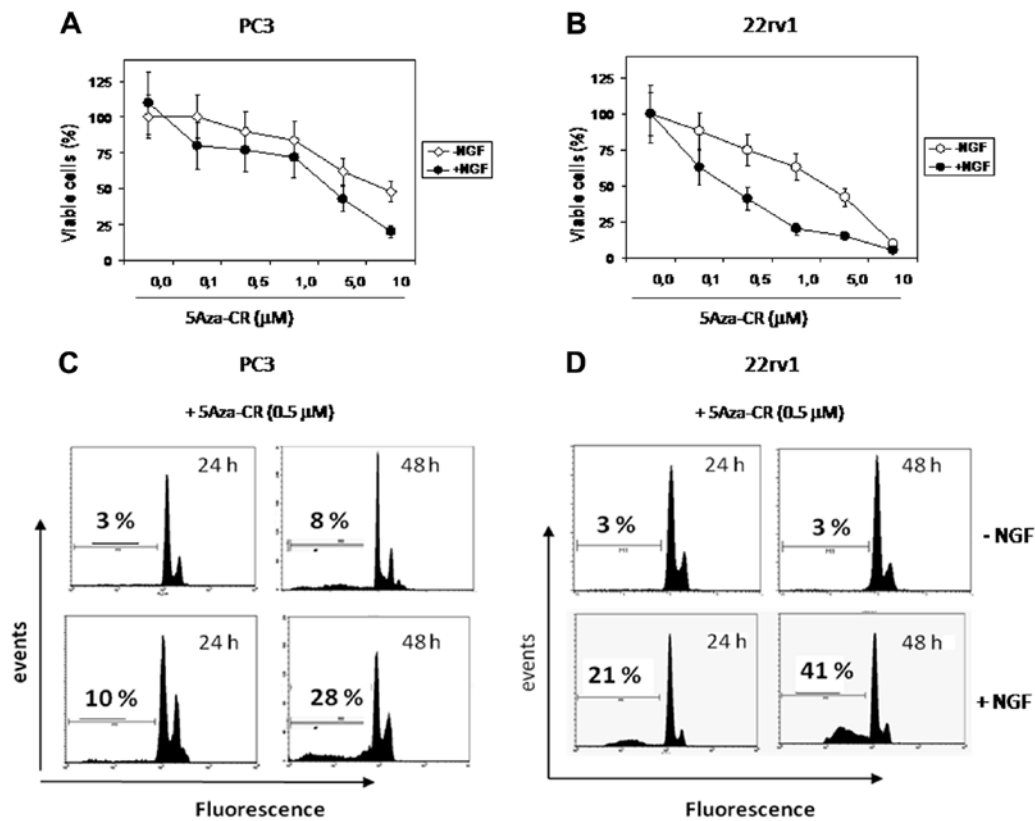 A
PC3
Viable cells (%)
125
100
75
50
25
0
0,0 0,1 0,5 1,0 5,0 10
5Aza-CR (µM)
-NGF
+NGF
B
22rv1
Viable cells (%)
125
100
75
50
25
0
0,0 0,1 0,5 1,0 5,0 10
5Aza-CR (µM)
-NGF
+NGF
C
PC3
+ 5Aza-CR (0.5 µM)
24 h
3 %
48 h
8 %
24 h
10 %
48 h
28 %
events
Fluorescence
D
22rv1
+ 5Aza-CR (0.5 µM)
24 h
3 %
48 h
3 %
- NGF
24 h
21 %
48 h
41 %
+ NGF
events
Fluorescence